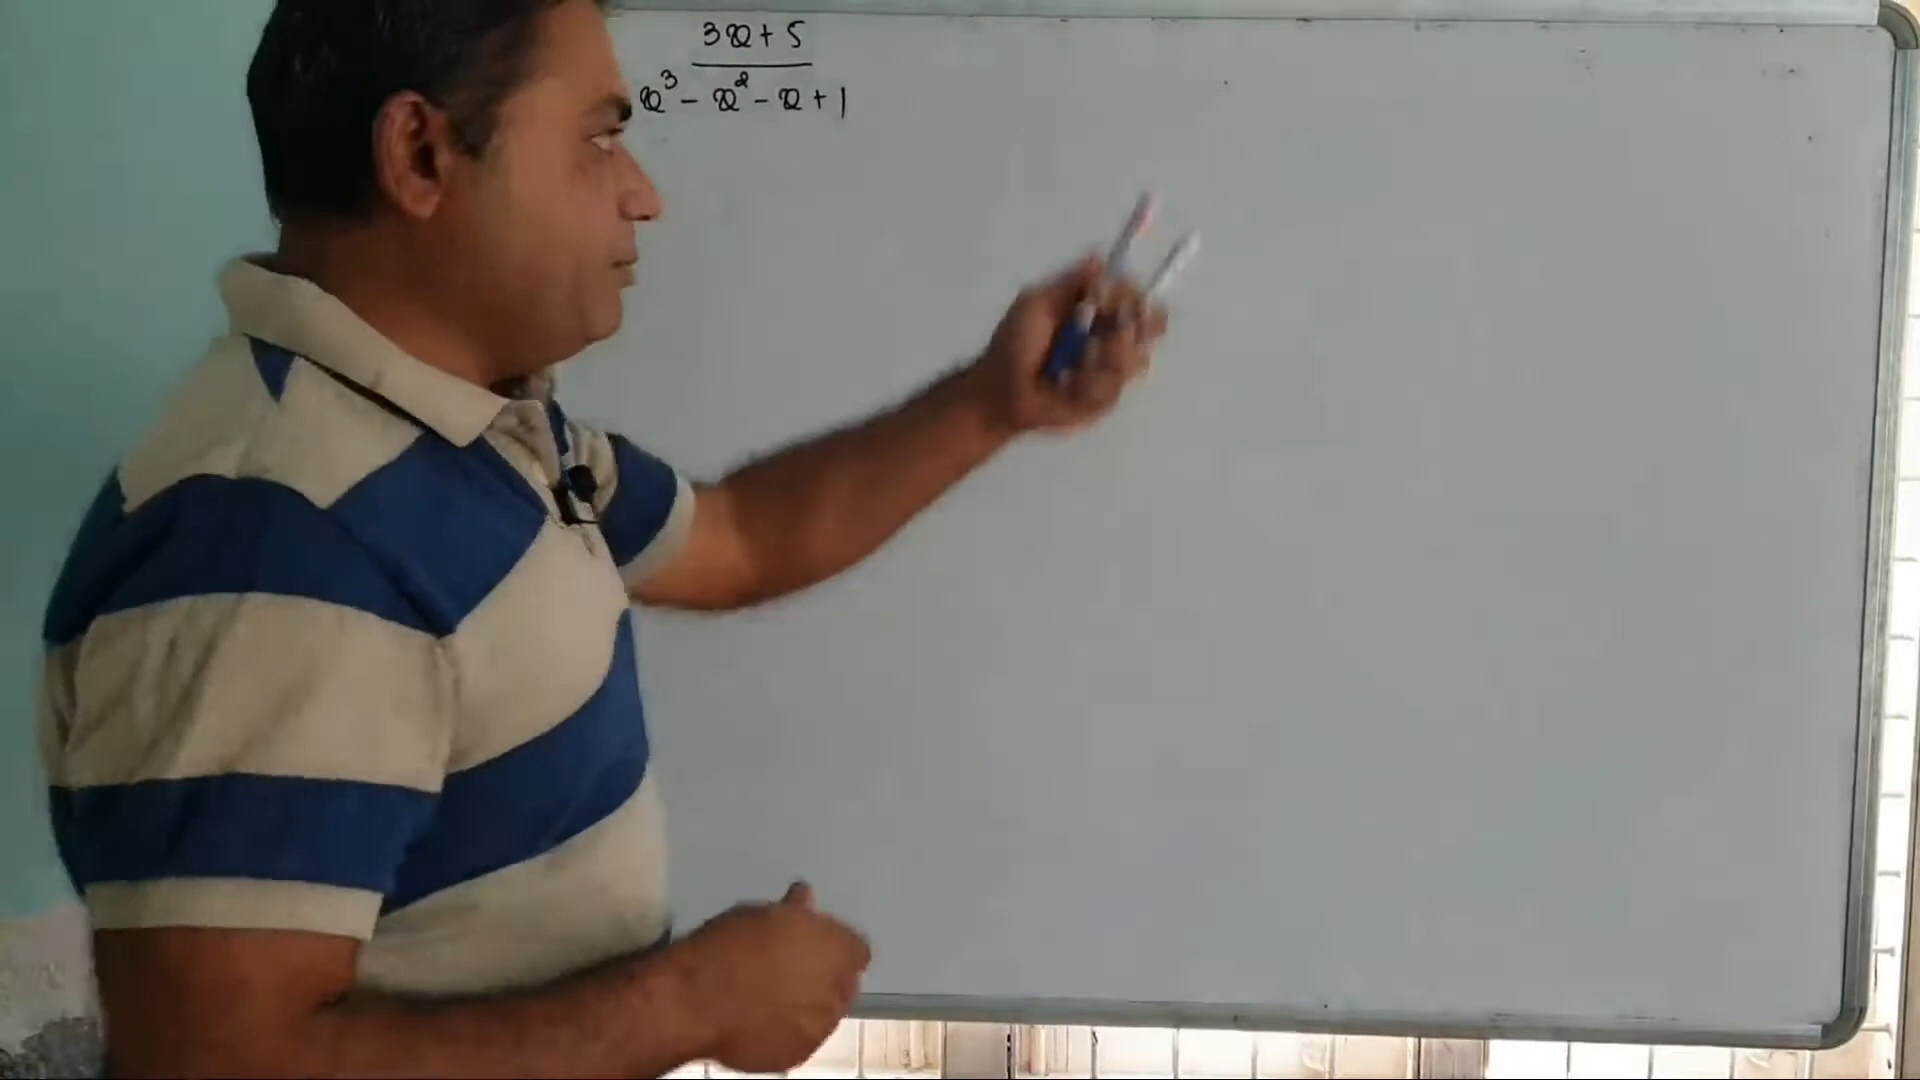 3x + 5
x³ - x² - x + 1